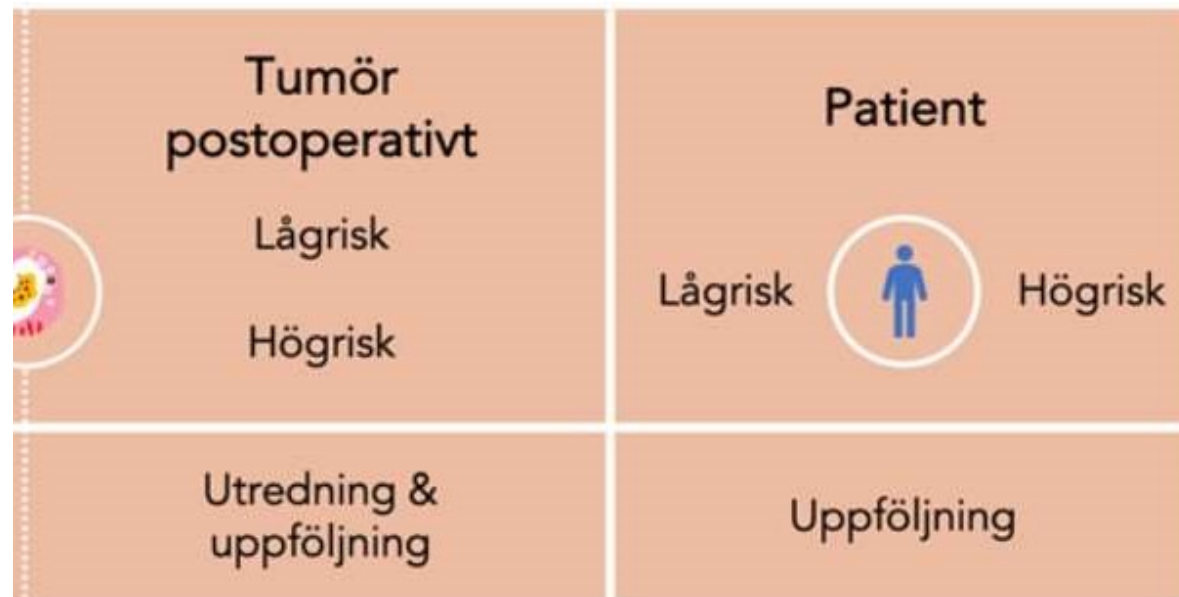 Tumör
postoperativt
Lågrisk
Högrisk
Patient
Lågrisk
Högrisk
Utredning &
uppföljning
Uppföljning